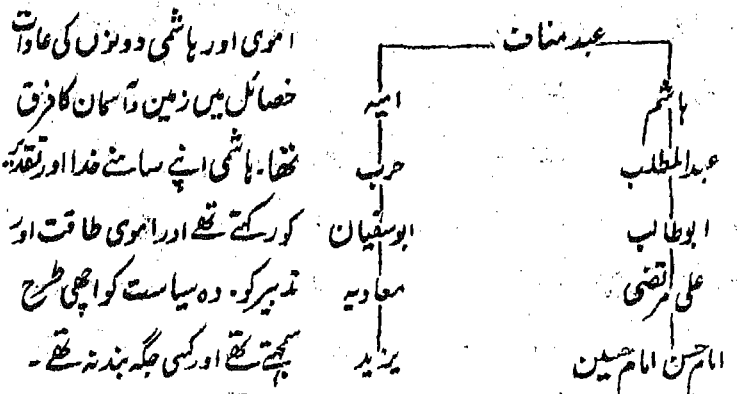 عبد مناف
ہاشم امیہ
عبدالمطلب حرب
ابوطالب ابوسفیان
علی مرتضٰی معاویہ
امام حسن امام حسین یزید
اموی اور ہاشمی دونوں کی عادات
خصائل میں زمین و آسمان کا فرق
تھا۔ ہاشمی اپنے سامنے خدا اور تقدیر
کو رکھتے تھے اور اموی طاقت اور
تدبیر کو۔ وہ سیاست کو اچھی طرح
سمجھتے تھے اور کسی جگہ بند نہ تھے۔